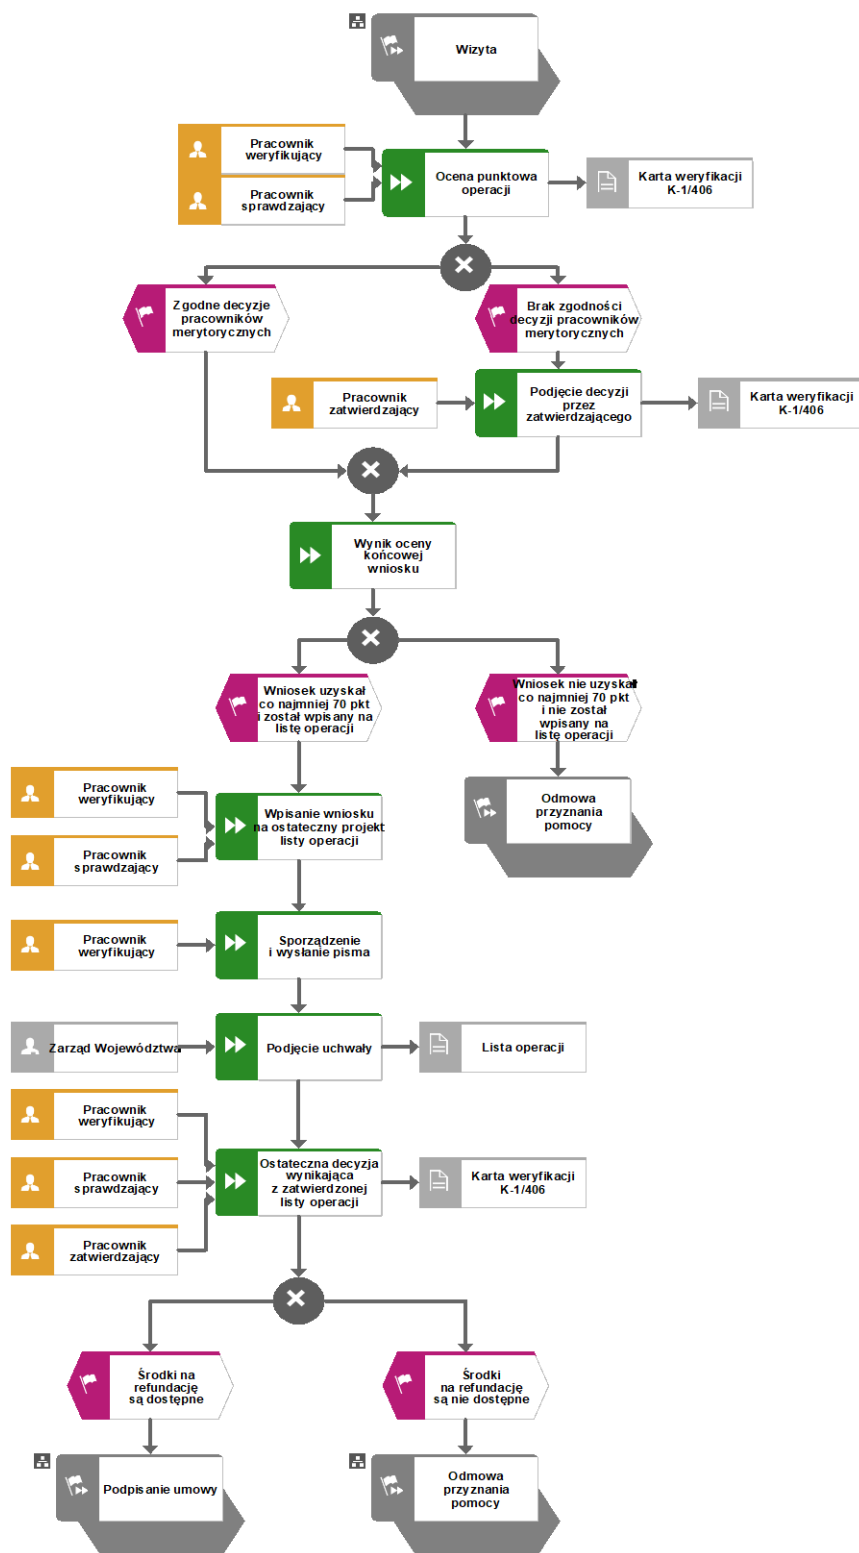 Wizyta
Pracownik
weryfikujący
Pracownik
sprawdzający
Ocena punktowa
operacji
Karta weryfikacji
K-1/406
Zgodne decyzje
pracowników
merytorycznych
Brak zgodności
decyzji pracowników
merytorycznych
Pracownik
zatwierdzający
Podjęcie decyzji
przez
zatwierdzającego
Karta weryfikacji
K-1/406
Wynik oceny
końcowej
wniosku
Wniosek uzyskał
co najmniej 70 pkt
i został wpisany na
listę operacji
Wniosek nie uzyskał
co najmniej 70 pkt
i nie został
wpisany na
listę operacji
Pracownik
weryfikujący
Pracownik
sprawdzający
Wpisanie wniosku
na ostateczny projekt
listy operacji
Odmowa
przyznania
pomocy
Pracownik
weryfikujący
Sporządzenie
i wysłanie pisma
Zarząd Województwa
Podjęcie uchwały
Lista operacji
Pracownik
weryfikujący
Pracownik
sprawdzający
Pracownik
zatwierdzający
Ostateczna decyzja
wynikająca
z zatwierdzonej
listy operacji
Karta weryfikacji
K-1/406
Środki na
refundację
są dostępne
Środki
na refundację
są nie dostępne
Podpisanie umowy
Odmowa
przyznania
pomocy